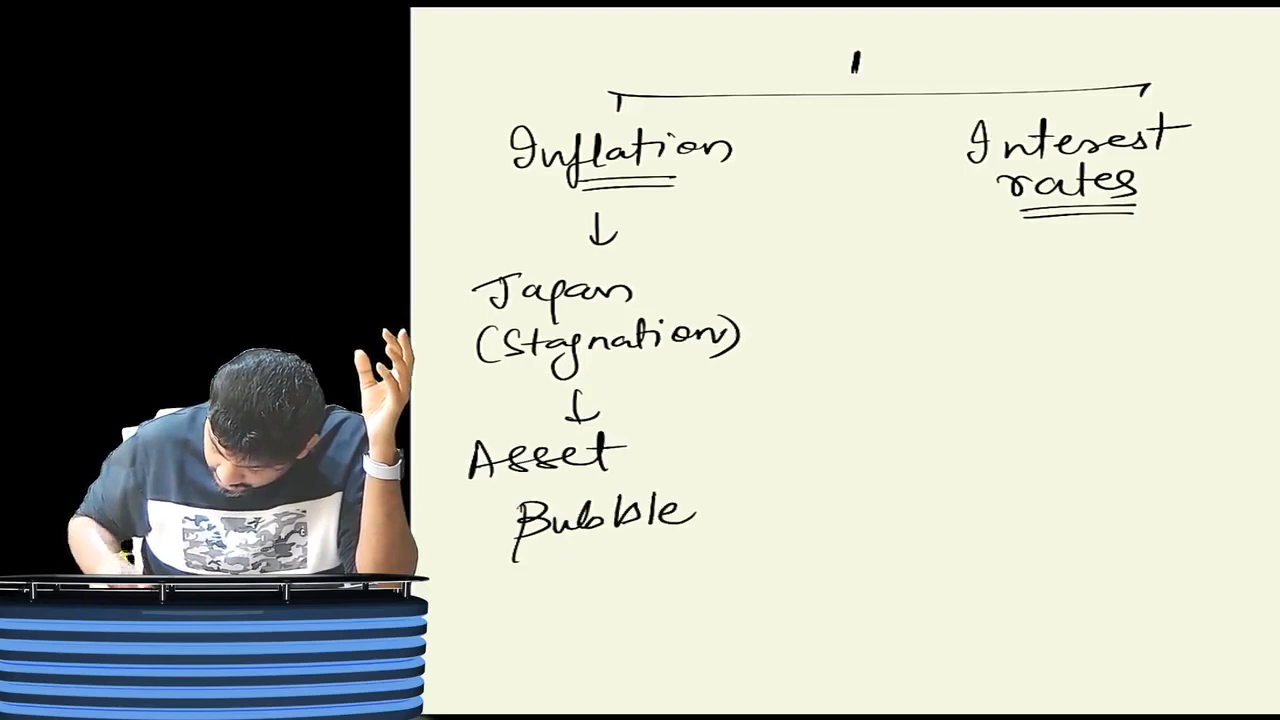 Inflation
Interest
rates
Japan
(Stagnation)
Asset
Bubble